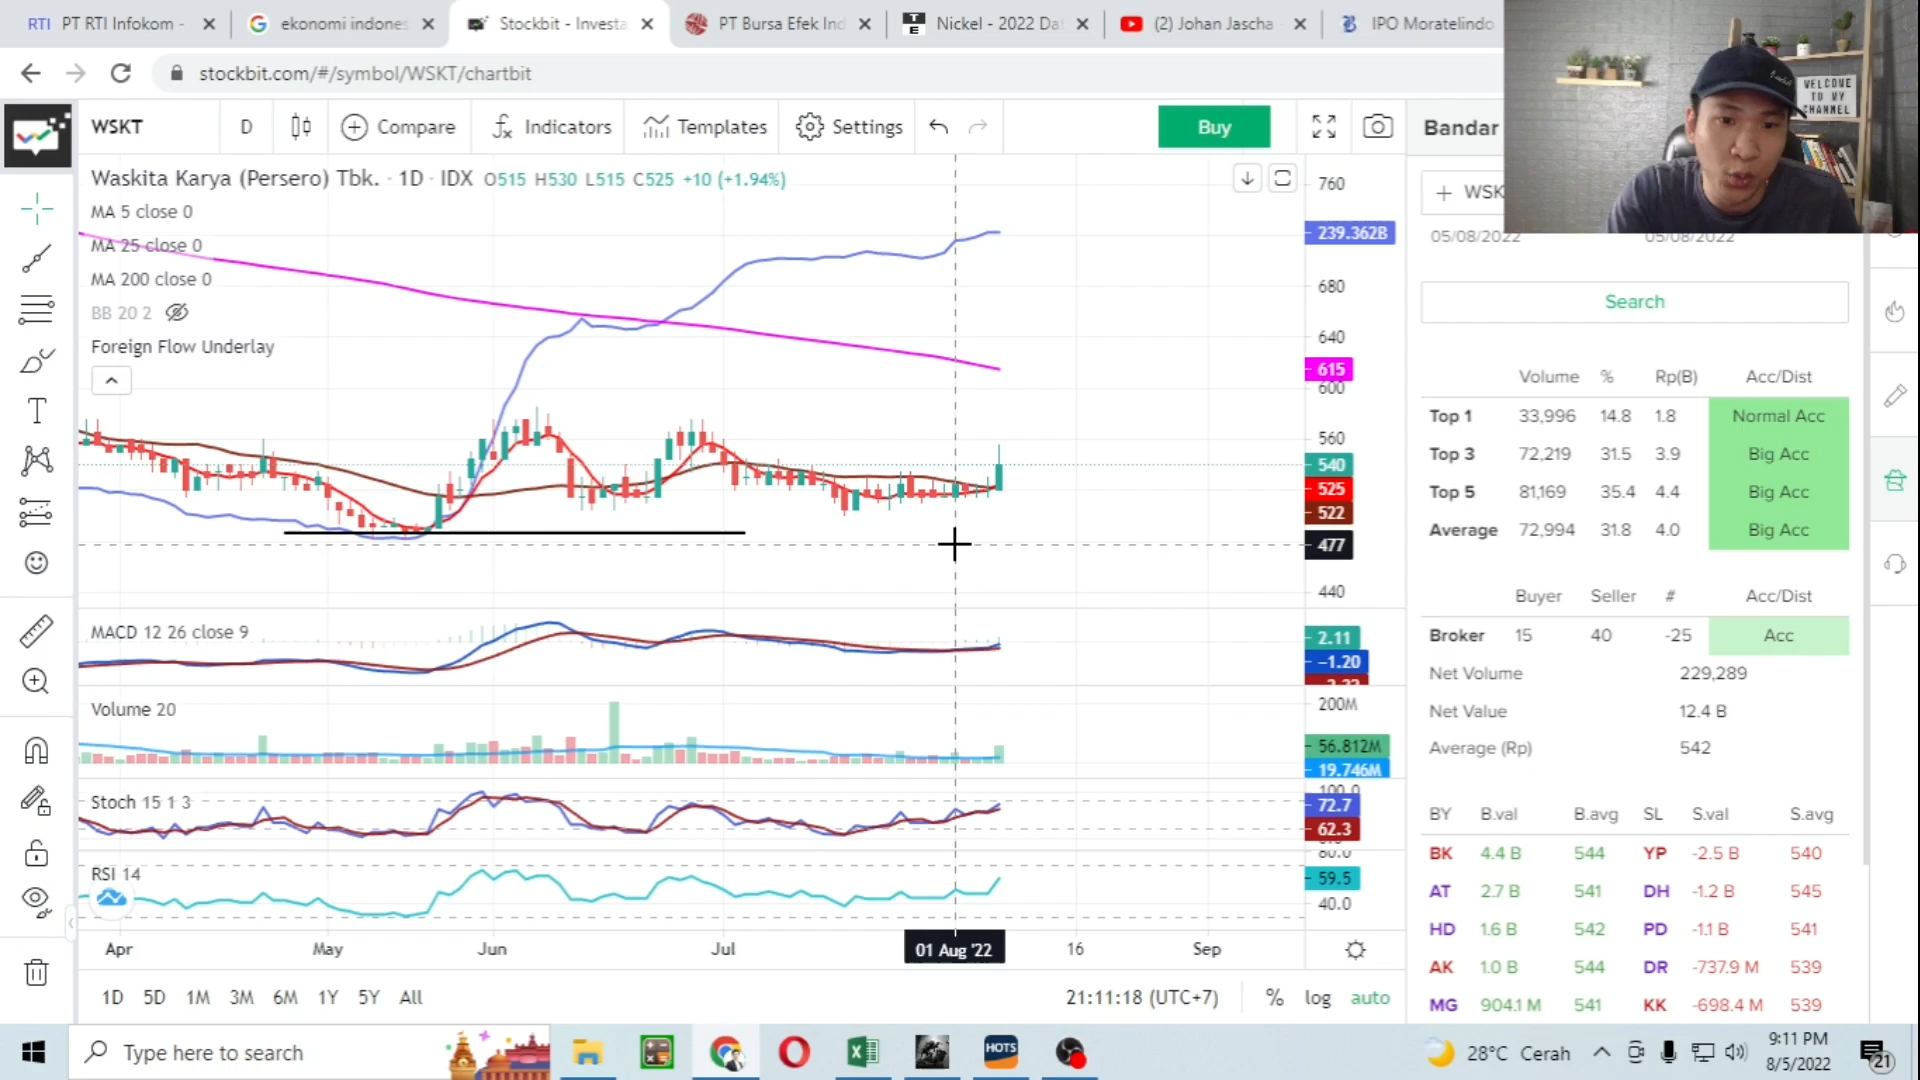 RTI PT RTI Infokom -
ekonomi indones
Stockbit - Investa
PT Bursa Efek Ind
TE Nickel - 2022 Da
(2) Johan Jascha
IPO Moratelindo
WELCOME
TO MY
CHANNEL
stockbit.com/#/symbol/WSKT/chartbit
WSKT D Compare Indicators Templates Settings Buy
Bandar
Waskita Karya (Persero) Tbk. · 1D · IDX O515 H530 L515 C525 +10 (+1.94%)
MA 5 close 0
MA 25 close 0
MA 200 close 0
BB 20 2
Foreign Flow Underlay
760
239.362B
680
640
615
600
560
540
525
522
477
440
MACD 12 26 close 9
2.11
−1.20
Volume 20
200M
56.812M
19.746M
Stoch 15 1 3
100.0
72.7
62.3
RSI 14
80.0
59.5
40.0
Apr May Jun Jul 01 Aug '22 16 Sep
1D 5D 1M 3M 6M 1Y 5Y All
21:11:18 (UTC+7) % log auto
+ WSK
05/08/2022 05/08/2022
Search
Volume % Rp(B) Acc/Dist
Top 1 33,996 14.8 1.8 Normal Acc
Top 3 72,219 31.5 3.9 Big Acc
Top 5 81,169 35.4 4.4 Big Acc
Average 72,994 31.8 4.0 Big Acc
Buyer Seller # Acc/Dist
Broker 15 40 -25 Acc
Net Volume 229,289
Net Value 12.4 B
Average (Rp) 542
BY B.val B.avg SL S.val S.avg
BK 4.4 B 544 YP -2.5 B 540
AT 2.7 B 541 DH -1.2 B 545
HD 1.6 B 542 PD -1.1 B 541
AK 1.0 B 544 DR -737.9 M 539
MG 904.1 M 541 KK -698.4 M 539
Type here to search
HOTS
28°C Cerah
9:11 PM
8/5/2022
21